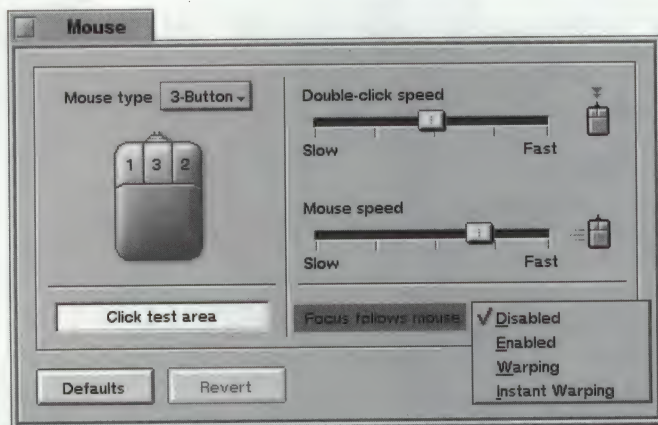 Mouse
Mouse type 3-Button
1 3 2
Click test area
Double-click speed
Slow Fast
Mouse speed
Slow Fast
Focus follows mouse
Disabled
Enabled
Warping
Instant Warping
Defaults
Revert